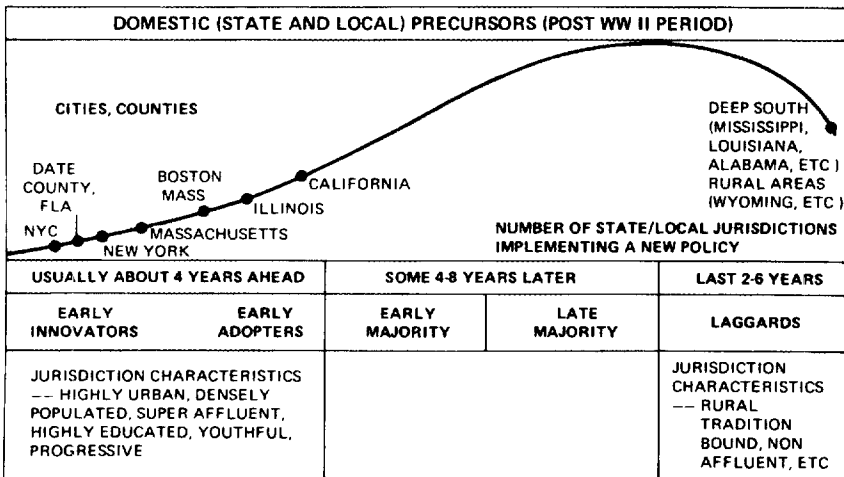 DOMESTIC (STATE AND LOCAL) PRECURSORS (POST WW II PERIOD)
CITIES, COUNTIES
DATE
COUNTY,
FLA
NYC
NEW YORK
MASSACHUSETTS
BOSTON
MASS
ILLINOIS
CALIFORNIA
DEEP SOUTH
(MISSISSIPPI,
LOUISIANA,
ALABAMA, ETC )
RURAL AREAS
(WYOMING, ETC )
NUMBER OF STATE/LOCAL JURISDICTIONS
IMPLEMENTING A NEW POLICY
USUALLY ABOUT 4 YEARS AHEAD
SOME 4-8 YEARS LATER
LAST 2-6 YEARS
EARLY
INNOVATORS
EARLY
ADOPTERS
EARLY
MAJORITY
LATE
MAJORITY
LAGGARDS
JURISDICTION CHARACTERISTICS
-- HIGHLY URBAN, DENSELY
POPULATED, SUPER AFFLUENT,
HIGHLY EDUCATED, YOUTHFUL,
PROGRESSIVE
JURISDICTION
CHARACTERISTICS
-- RURAL
TRADITION
BOUND, NON
AFFLUENT, ETC